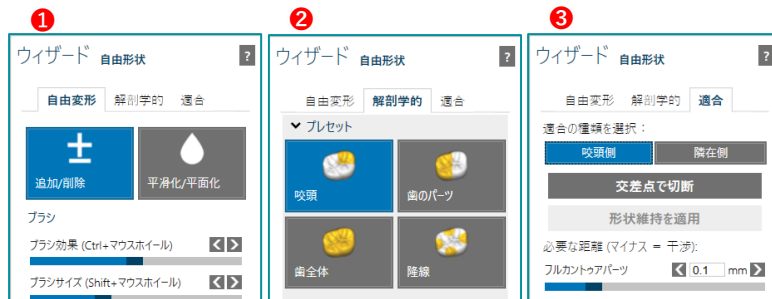 ❶
ウィザード 自由形状 ?
自由変形 解剖学的 適合
追加/削除 平滑化/平面化
ブラシ
ブラシ効果 (Ctrl+マウスホイール)
ブラシサイズ (Shift+マウスホイール)
❷
ウィザード 自由形状 ?
自由変形 解剖学的 適合
プレセット
咬頭 歯のパーツ
歯全体 隆線
❸
ウィザード 自由形状 ?
自由変形 解剖学的 適合
適合の種類を選択：
咬頭側 隣在側
交差点で切断
形状維持を適用
必要な距離 (マイナス = 干渉):
フルカントゥアパーツ 0.1 mm